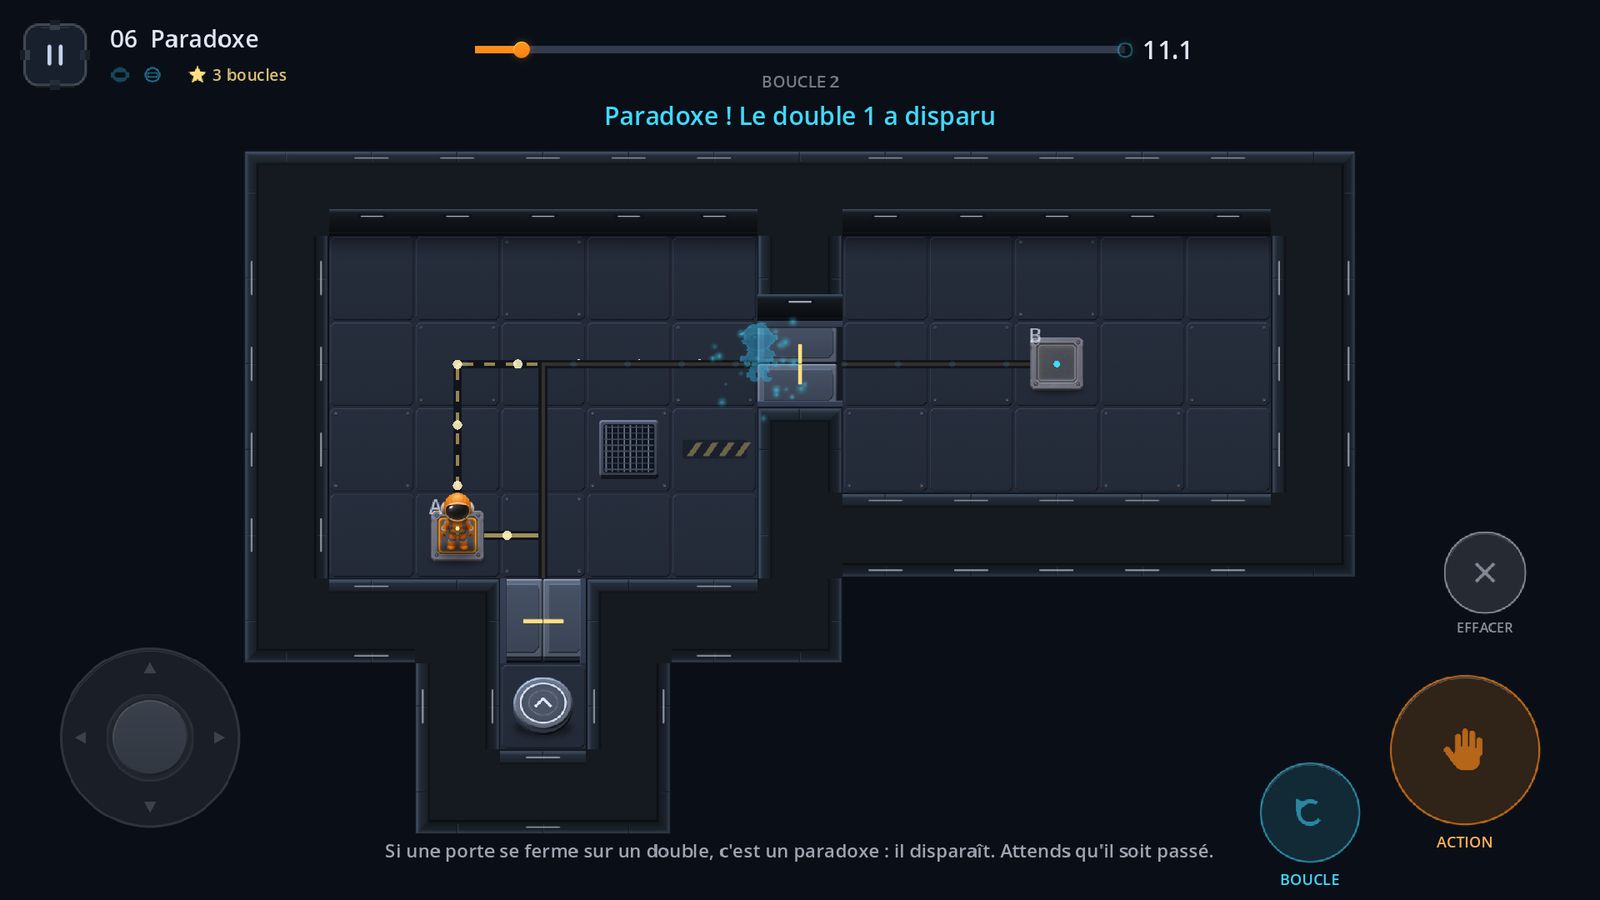 06 Paradoxe
3 boucles
11.1
BOUCLE 2
Paradoxe ! Le double 1 a disparu
B
A
EFFACER
ACTION
Si une porte se ferme sur un double, c'est un paradoxe : il disparaît. Attends qu'il soit passé.
BOUCLE